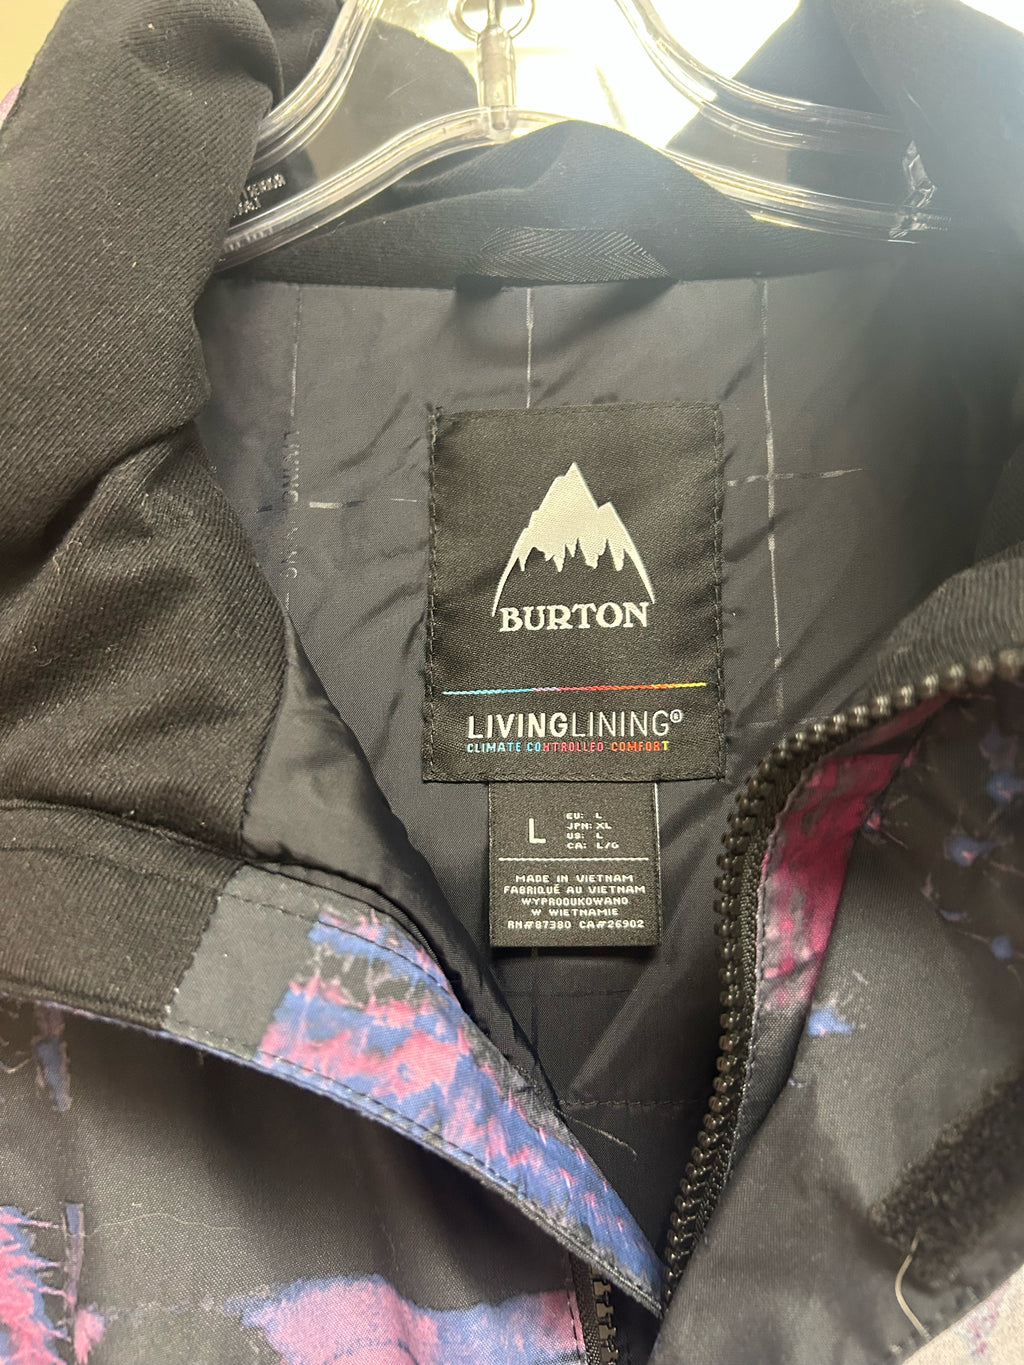 BURTON
LIVINGLINING®
CLIMATE CONTROLLED COMFORT
L
EU: L
JPN: XL
US: L
CA: L/G
MADE IN VIETNAM
FABRIQUÉ AU VIETNAM
WYPRODUKOWANO
W WIETNAMIE
RN#87380 CA#26902